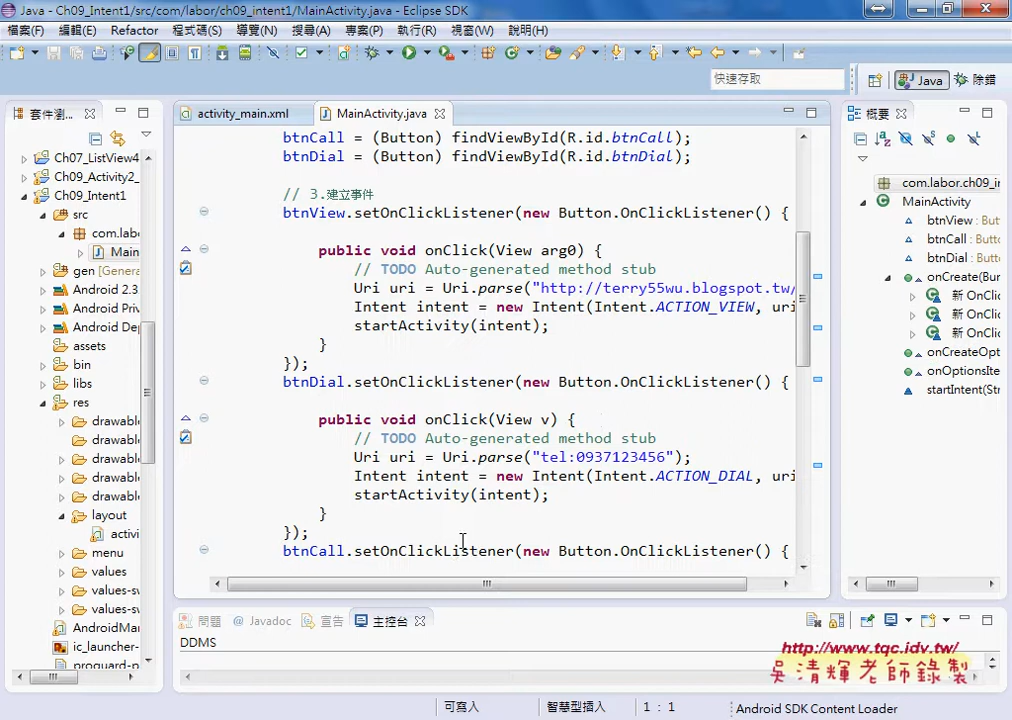 Java - Ch09_Intent1/src/com/labor/ch09_intent1/MainActivity.java - Eclipse SDK
檔案(F) 編輯(E) Refactor 程式碼(S) 導覽(N) 搜尋(A) 專案(P) 執行(R) 視窗(W) 說明(H)
快速存取 Java 除錯
套件瀏... activity_main.xml MainActivity.java 概要
Ch07_ListView4
Ch09_Activity2_
Ch09_Intent1
src
com.labo
Main
gen [Genera
Android 2.3
Android Priv
Android Dep
assets
bin
libs
res
drawabl
drawable
drawabl
drawabl
drawabl
layout
activi
menu
values
values-sv
values-sv
AndroidMar
ic_launcher-
proguard-p
btnCall = (Button) findViewById(R.id.btnCall);
btnDial = (Button) findViewById(R.id.btnDial);
// 3.建立事件
btnView.setOnClickListener(new Button.OnClickListener() {
public void onClick(View arg0) {
// TODO Auto-generated method stub
Uri uri = Uri.parse("http://terry55wu.blogspot.tw/
Intent intent = new Intent(Intent.ACTION_VIEW, uri
startActivity(intent);
}
});
btnDial.setOnClickListener(new Button.OnClickListener() {
public void onClick(View v) {
// TODO Auto-generated method stub
Uri uri = Uri.parse("tel:0937123456");
Intent intent = new Intent(Intent.ACTION_DIAL, uri
startActivity(intent);
}
});
btnCall.setOnClickListener(new Button.OnClickListener() {
com.labor.ch09_ir
MainActivity
btnView : Butt
btnCall : Butto
btnDial : Butto
onCreate(Bur
新 OnClic
新 OnClic
新 OnClic
onCreateOpt
onOptionsIte
startIntent(Str
問題 @ Javadoc 宣告 主控台
DDMS
http://www.tqc.idv.tw/
吳清輝老師錄製
可寫入 智慧型插入 1 : 1 Android SDK Content Loader